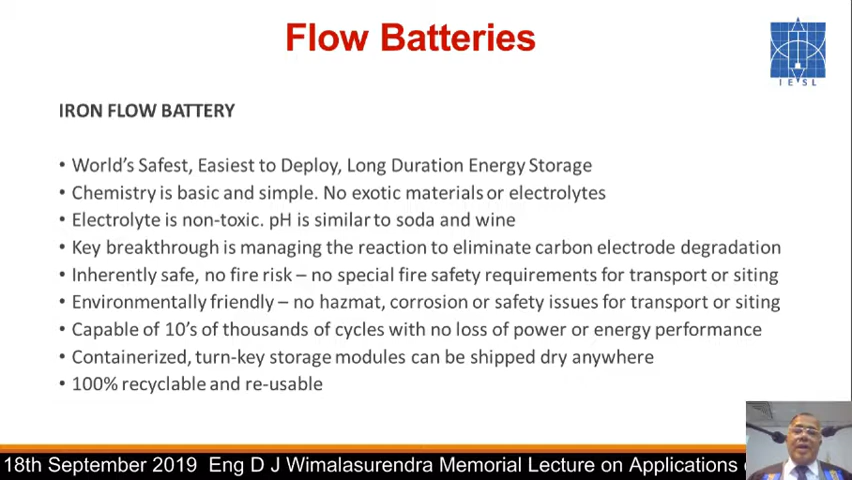 Flow Batteries
IESL
IRON FLOW BATTERY
• World's Safest, Easiest to Deploy, Long Duration Energy Storage
• Chemistry is basic and simple. No exotic materials or electrolytes
• Electrolyte is non-toxic. pH is similar to soda and wine
• Key breakthrough is managing the reaction to eliminate carbon electrode degradation
• Inherently safe, no fire risk – no special fire safety requirements for transport or siting
• Environmentally friendly – no hazmat, corrosion or safety issues for transport or siting
• Capable of 10's of thousands of cycles with no loss of power or energy performance
• Containerized, turn-key storage modules can be shipped dry anywhere
• 100% recyclable and re-usable
18th September 2019 Eng D J Wimalasurendra Memorial Lecture on Applications